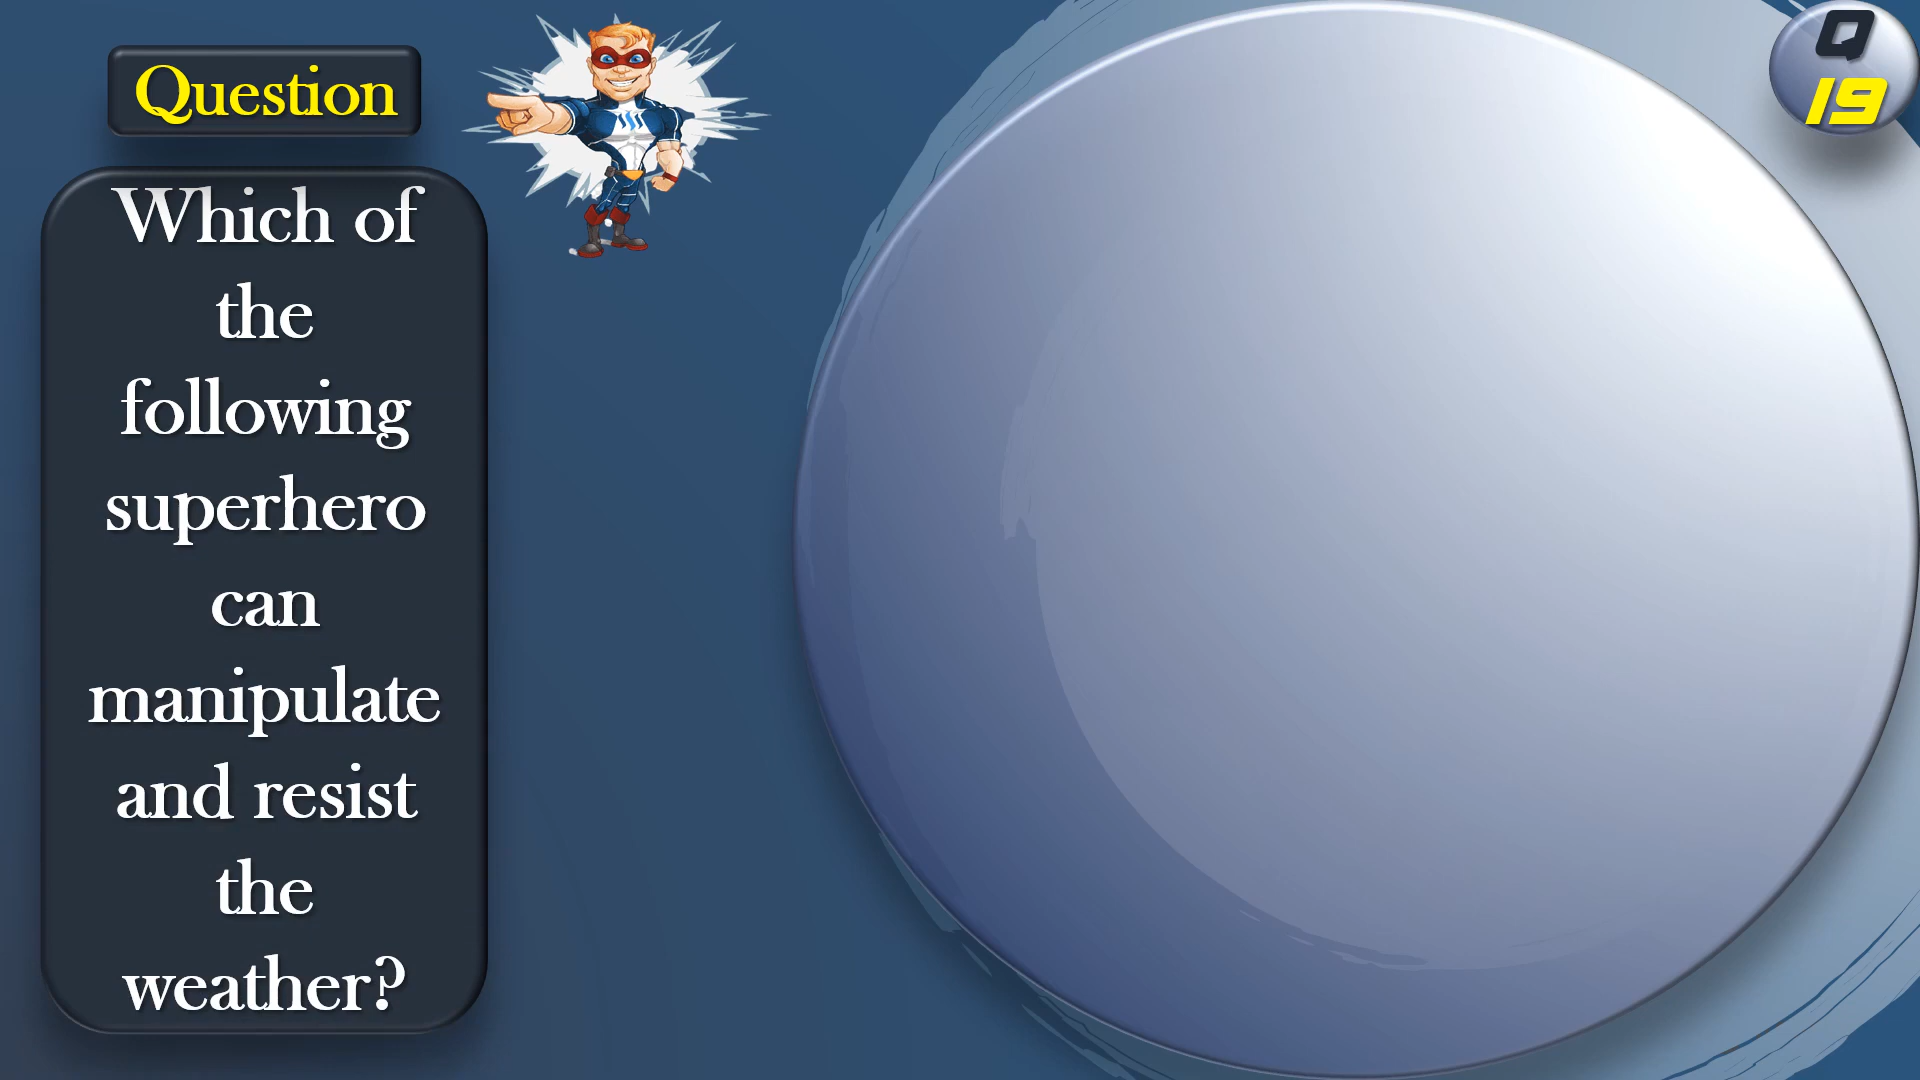 Question
Which of
the
following
superhero
can
manipulate
and resist
the
weather?
Q
19